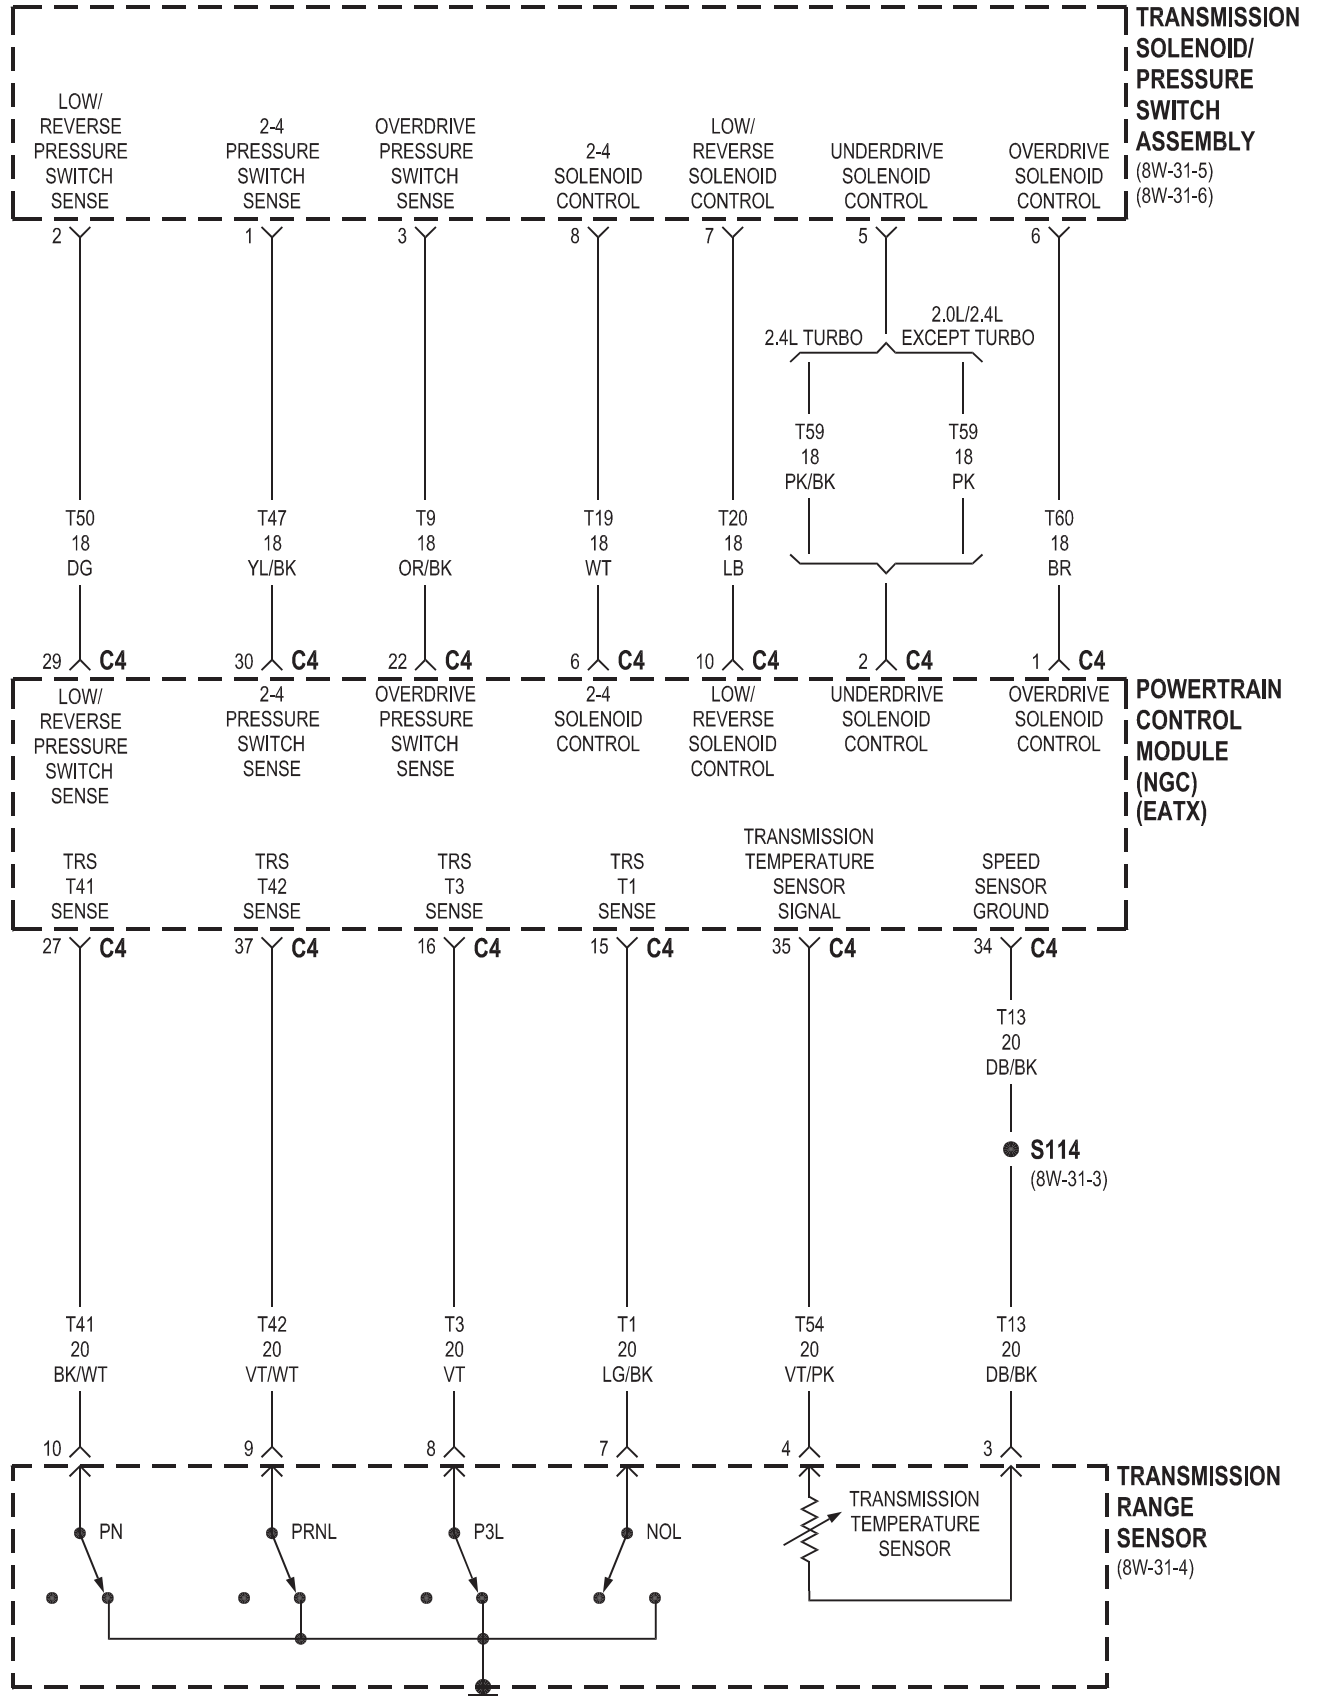 TRANSMISSION
SOLENOID/
PRESSURE
SWITCH
ASSEMBLY
(8W-31-5)
(8W-31-6)
LOW/
REVERSE
PRESSURE
SWITCH
SENSE
2-4
PRESSURE
SWITCH
SENSE
OVERDRIVE
PRESSURE
SWITCH
SENSE
2-4
SOLENOID
CONTROL
LOW/
REVERSE
SOLENOID
CONTROL
UNDERDRIVE
SOLENOID
CONTROL
OVERDRIVE
SOLENOID
CONTROL
2
1
3
8
7
5
6
2.4L TURBO
2.0L/2.4L
EXCEPT TURBO
T59
18
PK/BK
T59
18
PK
T50
18
DG
T47
18
YL/BK
T9
18
OR/BK
T19
18
WT
T20
18
LB
T60
18
BR
29 C4
30 C4
22 C4
6 C4
10 C4
2 C4
1 C4
POWERTRAIN
CONTROL
MODULE
(NGC)
(EATX)
LOW/
REVERSE
PRESSURE
SWITCH
SENSE
2-4
PRESSURE
SWITCH
SENSE
OVERDRIVE
PRESSURE
SWITCH
SENSE
2-4
SOLENOID
CONTROL
LOW/
REVERSE
SOLENOID
CONTROL
UNDERDRIVE
SOLENOID
CONTROL
OVERDRIVE
SOLENOID
CONTROL
TRS
T41
SENSE
TRS
T42
SENSE
TRS
T3
SENSE
TRS
T1
SENSE
TRANSMISSION
TEMPERATURE
SENSOR
SIGNAL
SPEED
SENSOR
GROUND
27 C4
37 C4
16 C4
15 C4
35 C4
34 C4
T13
20
DB/BK
S114
(8W-31-3)
T41
20
BK/WT
T42
20
VT/WT
T3
20
VT
T1
20
LG/BK
T54
20
VT/PK
T13
20
DB/BK
10
9
8
7
4
3
TRANSMISSION
RANGE
SENSOR
(8W-31-4)
PN
PRNL
P3L
NOL
TRANSMISSION
TEMPERATURE
SENSOR